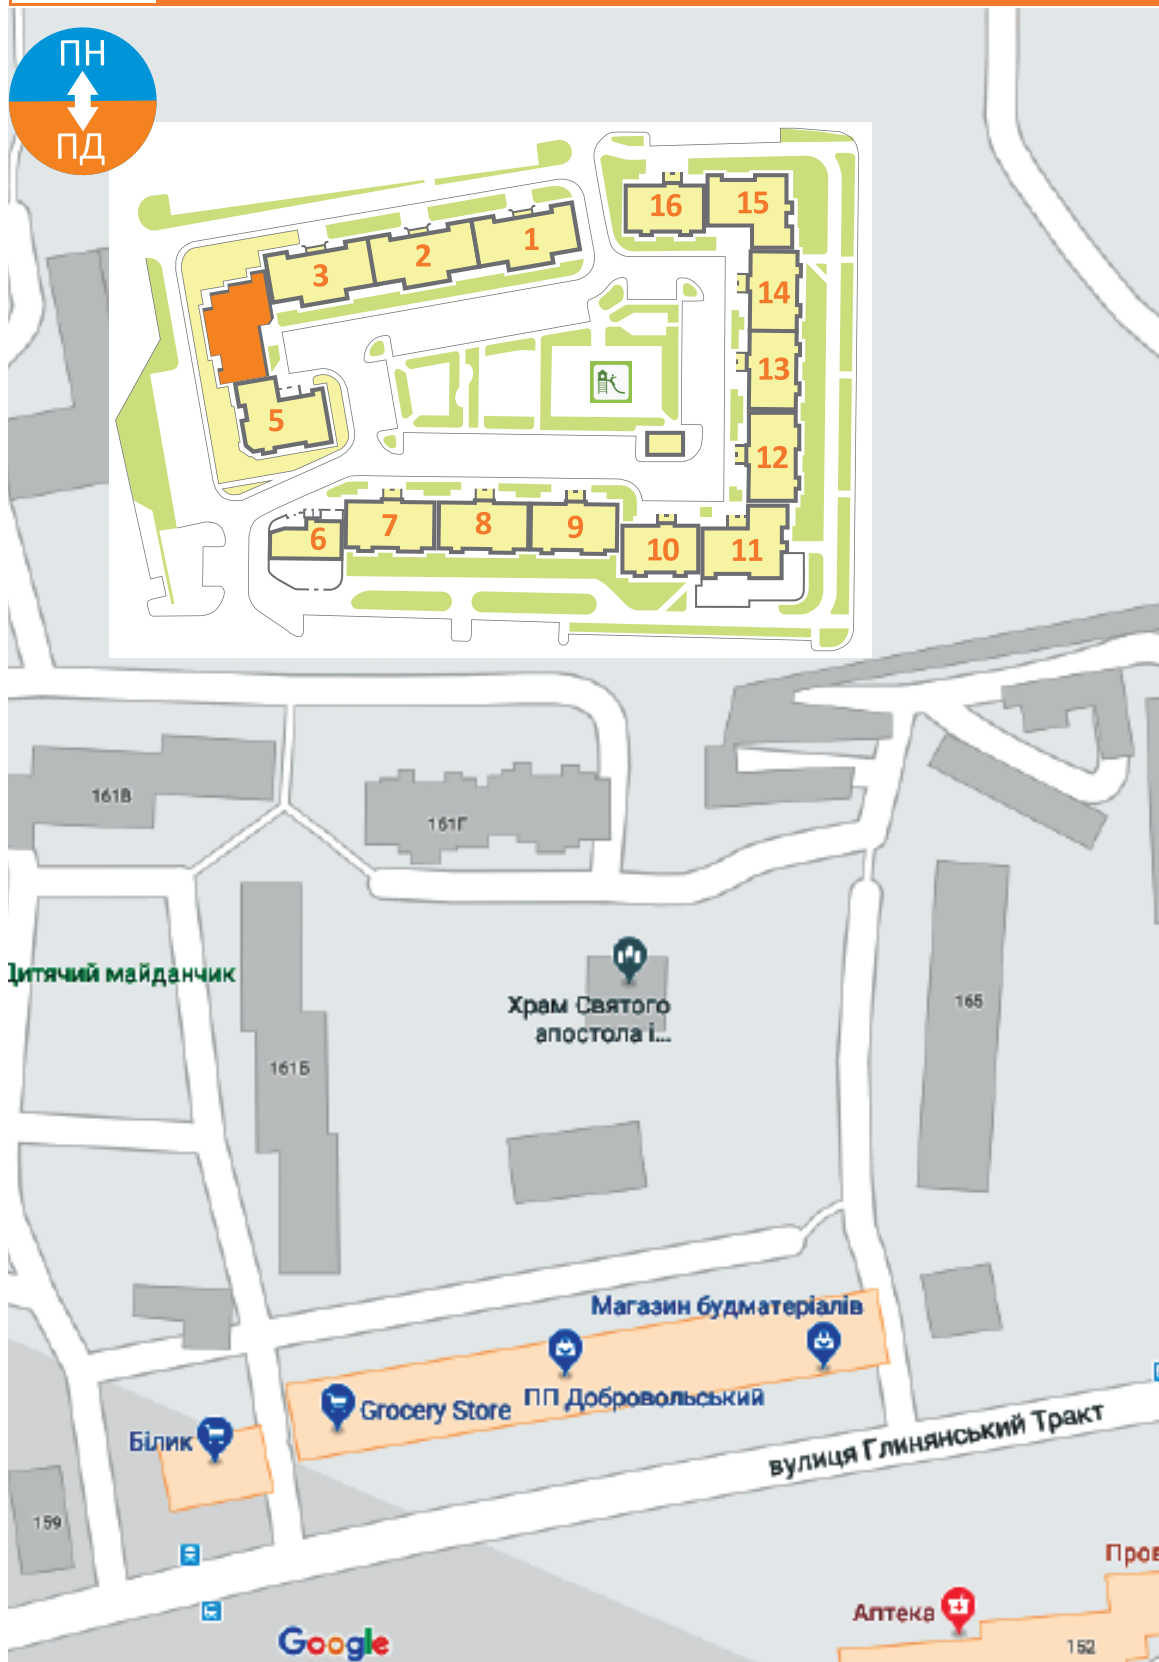 ПН
ПД
16
15
1
2
3
14
13
5
12
7
8
9
6
10
11
161В
161Г
Дитячий майданчик
Храм Святого
апостола і...
165
161Б
Магазин будматеріалів
ПП Добровольський
Grocery Store
Білик
вулиця Глинянський Тракт
159
Пров
Аптека
152
Google